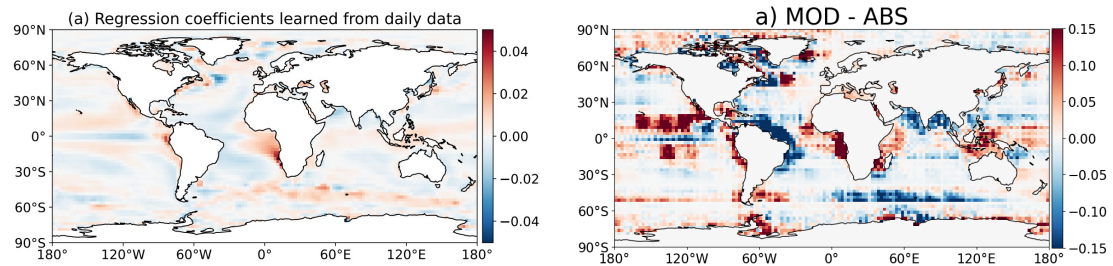 (a) Regression coefficients learned from daily data
90°N
60°N
30°N
0°
30°S
60°S
90°S
180°
120°W
60°W
0°
60°E
120°E
180°
0.04
0.02
0.00
−0.02
−0.04
a) MOD - ABS
90°N
60°N
30°N
0°
30°S
60°S
90°S
180°
120°W
60°W
0°
60°E
120°E
180°
0.15
0.10
0.05
0.00
−0.05
−0.10
−0.15